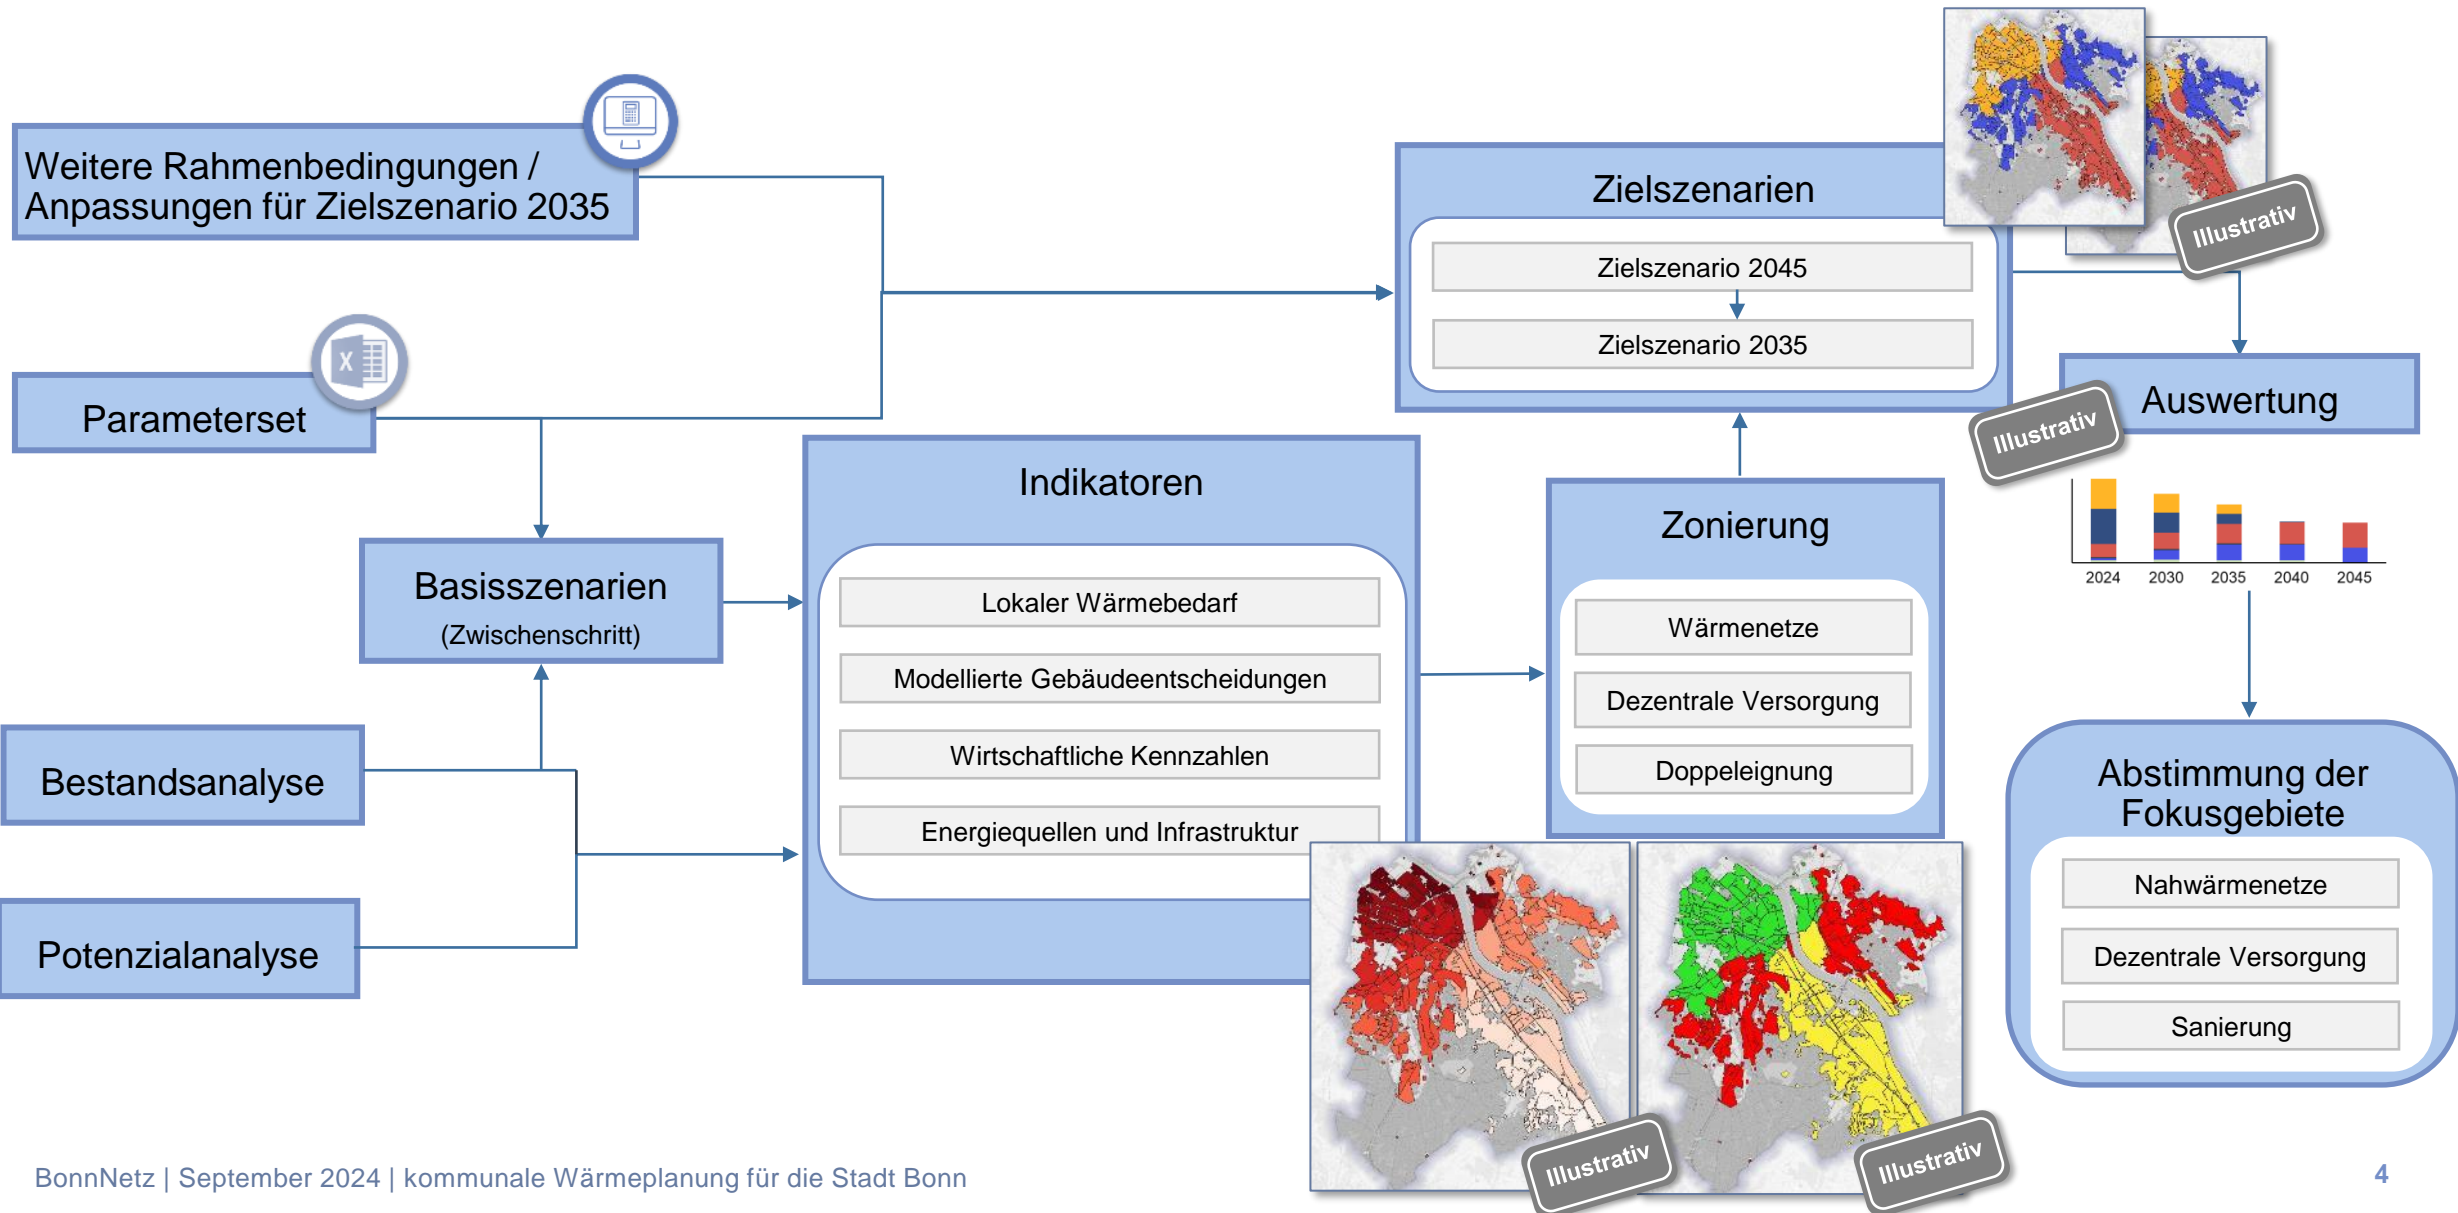 Weitere Rahmenbedingungen /
Anpassungen für Zielszenario 2035
X
Parameterset
Basisszenarien
(Zwischenschritt)
Bestandsanalyse
Potenzialanalyse
Indikatoren
Lokaler Wärmebedarf
Modellierte Gebäudeentscheidungen
Wirtschaftliche Kennzahlen
Energiequellen und Infrastruktur
Illustrativ
Zonierung
Wärmenetze
Dezentrale Versorgung
Doppeleignung
Illustrativ
Zielszenarien
Zielszenario 2045
Zielszenario 2035
Illustrativ
Auswertung
Illustrativ
2024 2030 2035 2040 2045
Abstimmung der
Fokusgebiete
Nahwärmenetze
Dezentrale Versorgung
Sanierung
BonnNetz | September 2024 | kommunale Wärmeplanung für die Stadt Bonn
4